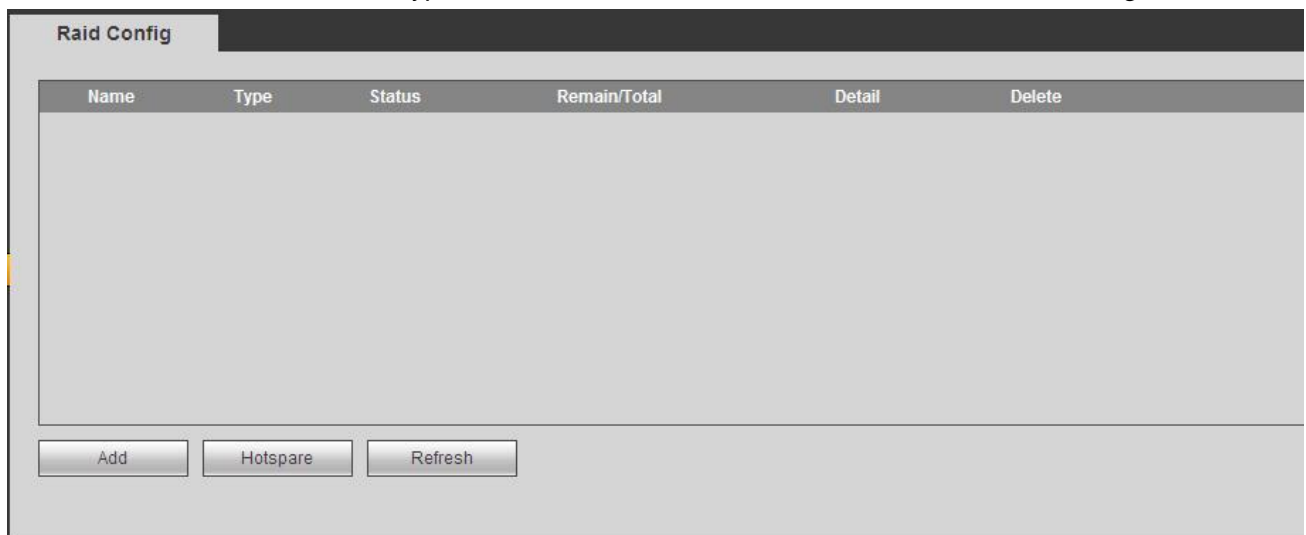 Raid Config
Name Type Status Remain/Total Detail Delete
Add Hotspare Refresh